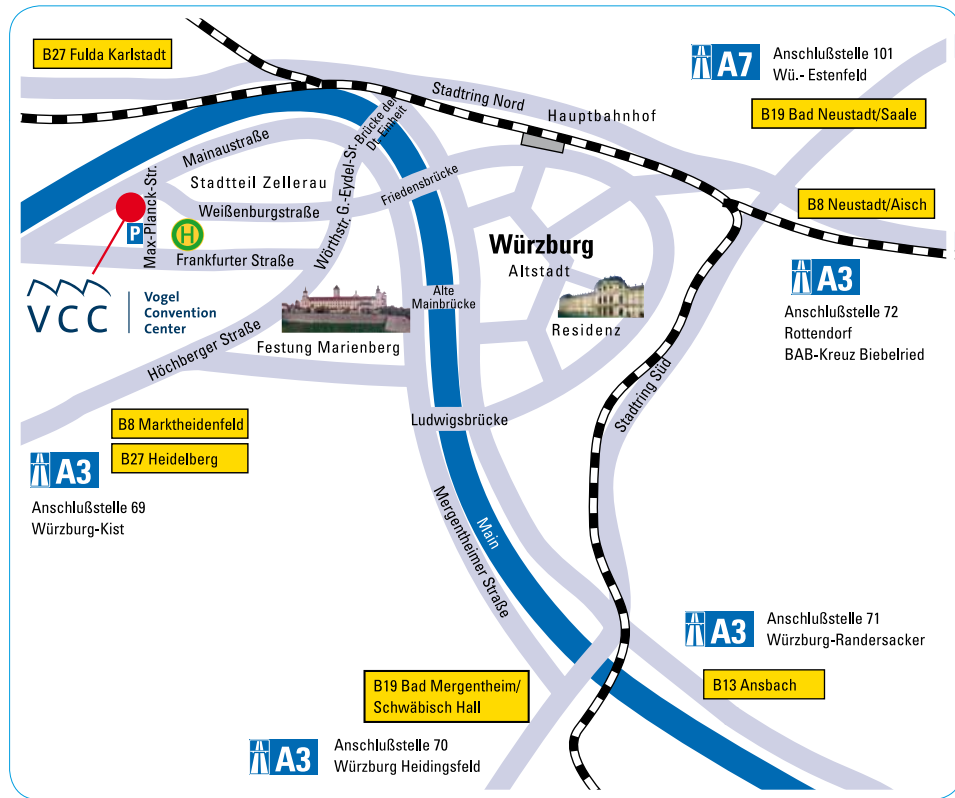 B27 Fulda Karlstadt
A7
Anschlußstelle 101
Wü.- Estenfeld
B19 Bad Neustadt/Saale
Stadtring Nord
Hauptbahnhof
Brücke der
Dt.-Einheit
Mainaustraße
Stadtteil Zellerau
Friedensbrücke
Max-Planck-Str.
Weißenburgstraße
Wörthstr.
G.-Eydel-Sr.
B8 Neustadt/Aisch
P
H
Frankfurter Straße
Würzburg
Altstadt
A3
Anschlußstelle 72
Rottendorf
BAB-Kreuz Biebelried
VCC
Vogel
Convention
Center
Alte
Mainbrücke
Residenz
Festung Marienberg
Höchberger Straße
Stadtring Süd
Ludwigsbrücke
B8 Marktheidenfeld
B27 Heidelberg
A3
Anschlußstelle 69
Würzburg-Kist
Mergentheimer Straße
Main
A3
Anschlußstelle 71
Würzburg-Randersacker
B13 Ansbach
B19 Bad Mergentheim/
Schwäbisch Hall
A3
Anschlußstelle 70
Würzburg Heidingsfeld